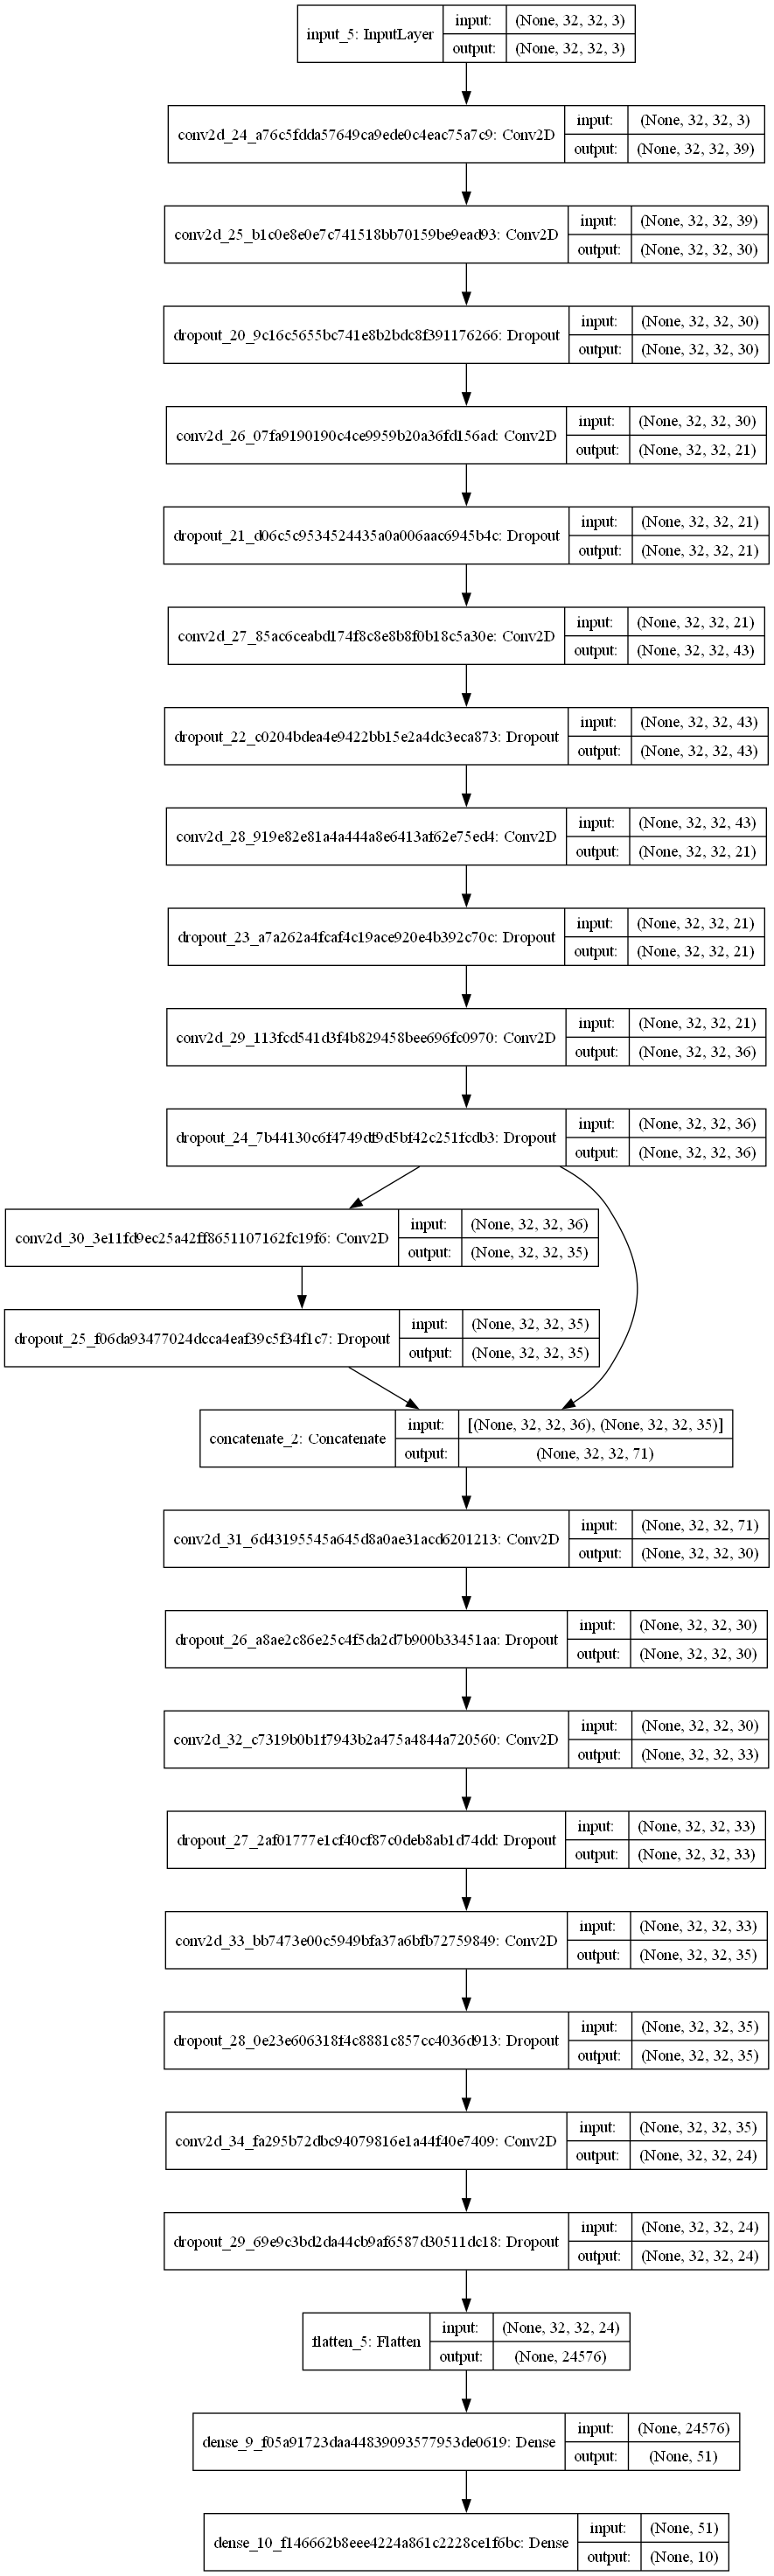 input_5: InputLayer
input: (None, 32, 32, 3)
output: (None, 32, 32, 3)
conv2d_24_a76c5fdda57649ca9ede0c4eac75a7c9: Conv2D
input: (None, 32, 32, 3)
output: (None, 32, 32, 39)
conv2d_25_b1c0e8e0e7c741518bb70159be9ead93: Conv2D
input: (None, 32, 32, 39)
output: (None, 32, 32, 30)
dropout_20_9c16c5655bc741e8b2bdc8f391176266: Dropout
input: (None, 32, 32, 30)
output: (None, 32, 32, 30)
conv2d_26_07fa9190190c4ce9959b20a36fd156ad: Conv2D
input: (None, 32, 32, 30)
output: (None, 32, 32, 21)
dropout_21_d06c5c9534524435a0a006aac6945b4c: Dropout
input: (None, 32, 32, 21)
output: (None, 32, 32, 21)
conv2d_27_85ac6ceabd174f8c8e8b8f0b18c5a30e: Conv2D
input: (None, 32, 32, 21)
output: (None, 32, 32, 43)
dropout_22_c0204bdea4e9422bb15e2a4dc3eca873: Dropout
input: (None, 32, 32, 43)
output: (None, 32, 32, 43)
conv2d_28_919e82e81a4a444a8e6413af62e75ed4: Conv2D
input: (None, 32, 32, 43)
output: (None, 32, 32, 21)
dropout_23_a7a262a4fcaf4c19ace920e4b392c70c: Dropout
input: (None, 32, 32, 21)
output: (None, 32, 32, 21)
conv2d_29_113fcd541d3f4b829458bee696fc0970: Conv2D
input: (None, 32, 32, 21)
output: (None, 32, 32, 36)
dropout_24_7b44130c6f4749df9d5bf42c251fcdb3: Dropout
input: (None, 32, 32, 36)
output: (None, 32, 32, 36)
conv2d_30_3e11fd9ec25a42ff8651107162fc19f6: Conv2D
input: (None, 32, 32, 36)
output: (None, 32, 32, 35)
dropout_25_f06da93477024dcca4eaf39c5f34f1c7: Dropout
input: (None, 32, 32, 35)
output: (None, 32, 32, 35)
concatenate_2: Concatenate
input: [(None, 32, 32, 36), (None, 32, 32, 35)]
output: (None, 32, 32, 71)
conv2d_31_6d43195545a645d8a0ae31acd6201213: Conv2D
input: (None, 32, 32, 71)
output: (None, 32, 32, 30)
dropout_26_a8ae2c86e25c4f5da2d7b900b33451aa: Dropout
input: (None, 32, 32, 30)
output: (None, 32, 32, 30)
conv2d_32_c7319b0b1f7943b2a475a4844a720560: Conv2D
input: (None, 32, 32, 30)
output: (None, 32, 32, 33)
dropout_27_2af01777e1cf40cf87c0deb8ab1d74dd: Dropout
input: (None, 32, 32, 33)
output: (None, 32, 32, 33)
conv2d_33_bb7473e00c5949bfa37a6bfb72759849: Conv2D
input: (None, 32, 32, 33)
output: (None, 32, 32, 35)
dropout_28_0e23e606318f4c8881c857cc4036d913: Dropout
input: (None, 32, 32, 35)
output: (None, 32, 32, 35)
conv2d_34_fa295b72dbc94079816e1a44f40e7409: Conv2D
input: (None, 32, 32, 35)
output: (None, 32, 32, 24)
dropout_29_69e9c3bd2da44cb9af6587d30511dc18: Dropout
input: (None, 32, 32, 24)
output: (None, 32, 32, 24)
flatten_5: Flatten
input: (None, 32, 32, 24)
output: (None, 24576)
dense_9_f05a91723daa44839093577953de0619: Dense
input: (None, 24576)
output: (None, 51)
dense_10_f146662b8eee4224a861c2228ce1f6bc: Dense
input: (None, 51)
output: (None, 10)